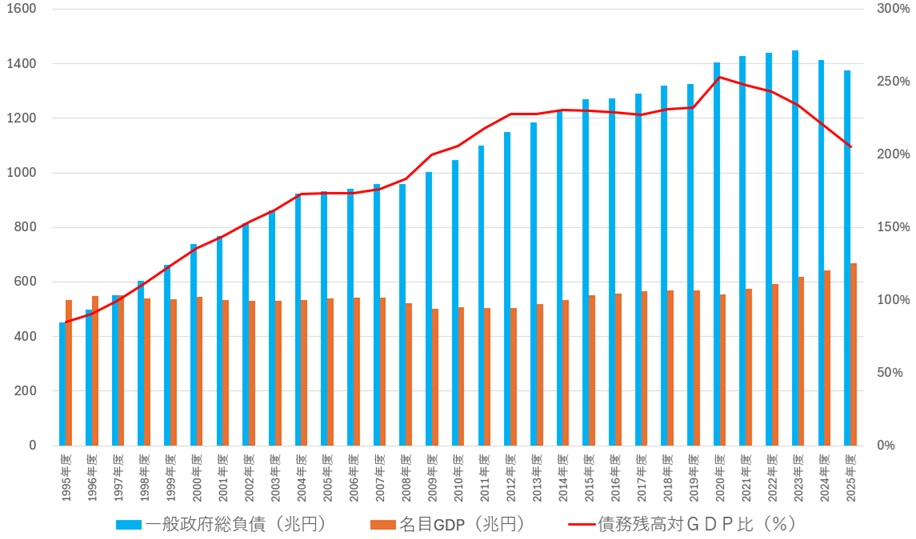 1600
1400
1200
1000
800
600
400
200
0
300%
250%
200%
150%
100%
50%
0%
1995年度
1996年度
1997年度
1998年度
1999年度
2000年度
2001年度
2002年度
2003年度
2004年度
2005年度
2006年度
2007年度
2008年度
2009年度
2010年度
2011年度
2012年度
2013年度
2014年度
2015年度
2016年度
2017年度
2018年度
2019年度
2020年度
2021年度
2022年度
2023年度
2024年度
2025年度
一般政府総負債（兆円） 名目GDP（兆円） 債務残高対ＧＤＰ比（%）